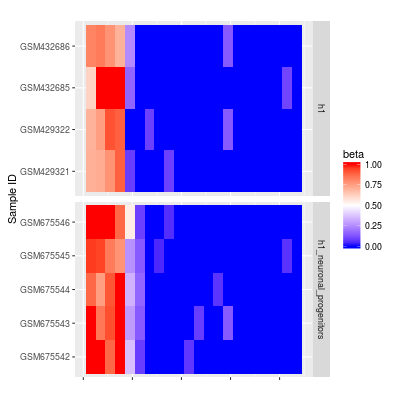 Sample ID
GSM432686
GSM432685
GSM429322
GSM429321
h1
GSM675546
GSM675545
GSM675544
GSM675543
GSM675542
h1_neuronal_progenitors
beta
1.00
0.75
0.50
0.25
0.00